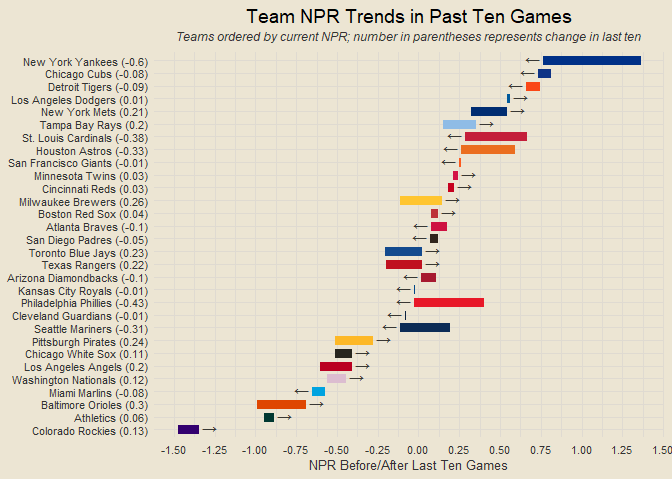 Team NPR Trends in Past Ten Games
Teams ordered by current NPR; number in parentheses represents change in last ten
New York Yankees (-0.6)
Chicago Cubs (-0.08)
Detroit Tigers (-0.09)
Los Angeles Dodgers (0.01)
New York Mets (0.21)
Tampa Bay Rays (0.2)
St. Louis Cardinals (-0.38)
Houston Astros (-0.33)
San Francisco Giants (-0.01)
Minnesota Twins (0.03)
Cincinnati Reds (0.03)
Milwaukee Brewers (0.26)
Boston Red Sox (0.04)
Atlanta Braves (-0.1)
San Diego Padres (-0.05)
Toronto Blue Jays (0.23)
Texas Rangers (0.22)
Arizona Diamondbacks (-0.1)
Kansas City Royals (-0.01)
Philadelphia Phillies (-0.43)
Cleveland Guardians (-0.01)
Seattle Mariners (-0.31)
Pittsburgh Pirates (0.24)
Chicago White Sox (0.11)
Los Angeles Angels (0.2)
Washington Nationals (0.12)
Miami Marlins (-0.08)
Baltimore Orioles (0.3)
Athletics (0.06)
Colorado Rockies (0.13)
-1.50 -1.25 -1.00 -0.75 -0.50 -0.25 0.00 0.25 0.50 0.75 1.00 1.25 1.50
NPR Before/After Last Ten Games